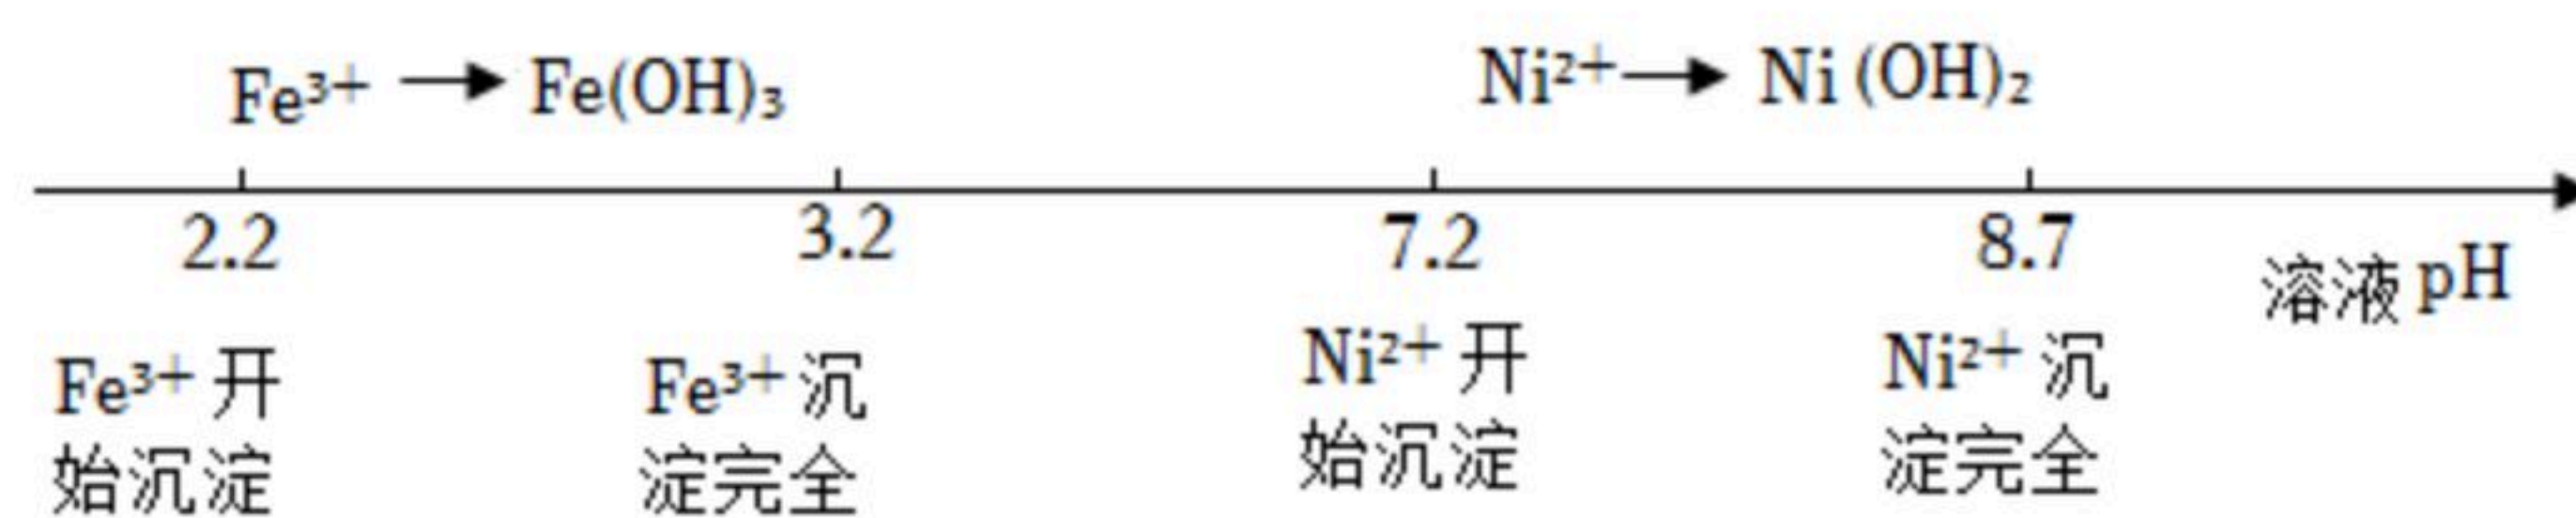 Fe³⁺ → Fe(OH)₃ Ni²⁺ → Ni (OH)₂
2.2 3.2 7.2 8.7 溶液 pH
Fe³⁺ 开 Fe³⁺ 沉 Ni²⁺ 开 Ni²⁺ 沉
始沉淀 淀完全 始沉淀 淀完全